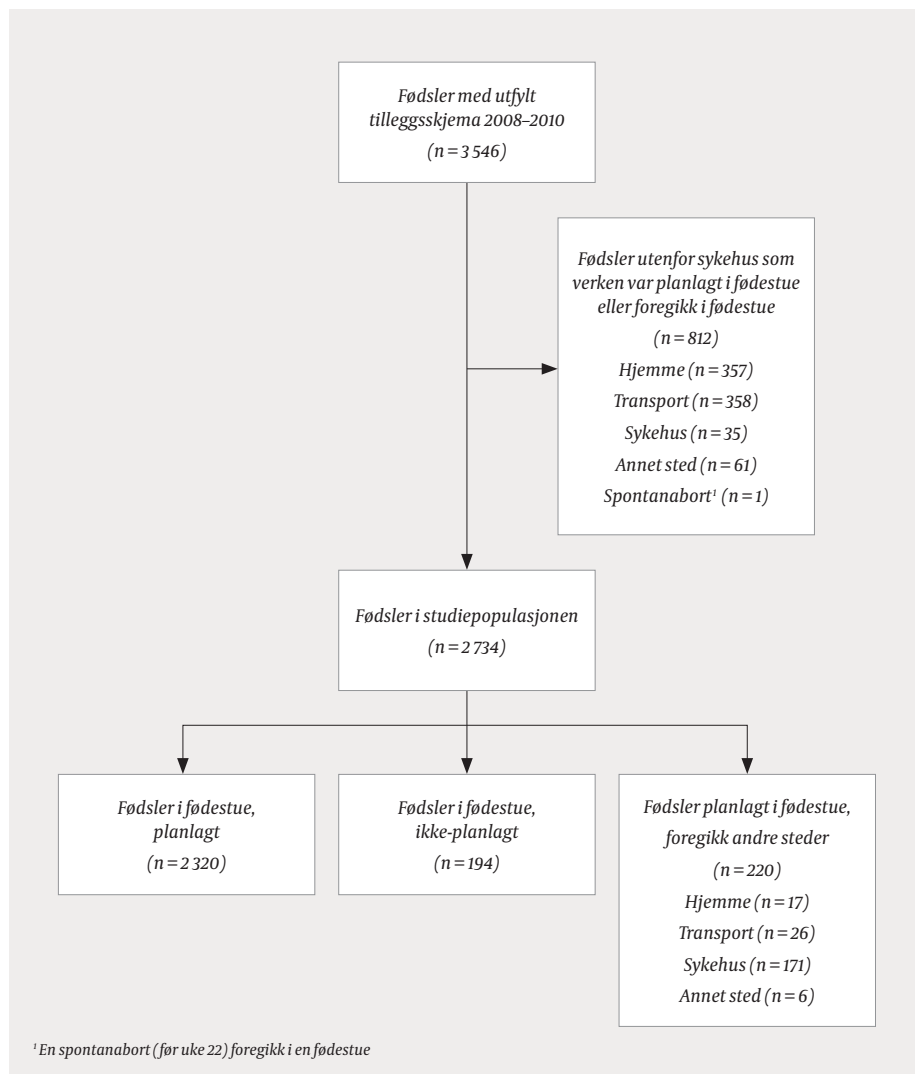 Fødsler med utfylt
tilleggsskjema 2008–2010
(n = 3 546)
Fødsler utenfor sykehus som
verken var planlagt i fødestue
eller foregikk i fødestue
(n = 812)
Hjemme (n = 357)
Transport (n = 358)
Sykehus (n = 35)
Annet sted (n = 61)
Spontanabort¹ (n = 1)
Fødsler i studiepopulasjonen
(n = 2 734)
Fødsler i fødestue,
planlagt
(n = 2 320)
Fødsler i fødestue,
ikke-planlagt
(n = 194)
Fødsler planlagt i fødestue,
foregikk andre steder
(n = 220)
Hjemme (n = 17)
Transport (n = 26)
Sykehus (n = 171)
Annet sted (n = 6)
¹ En spontanabort (før uke 22) foregikk i en fødestue